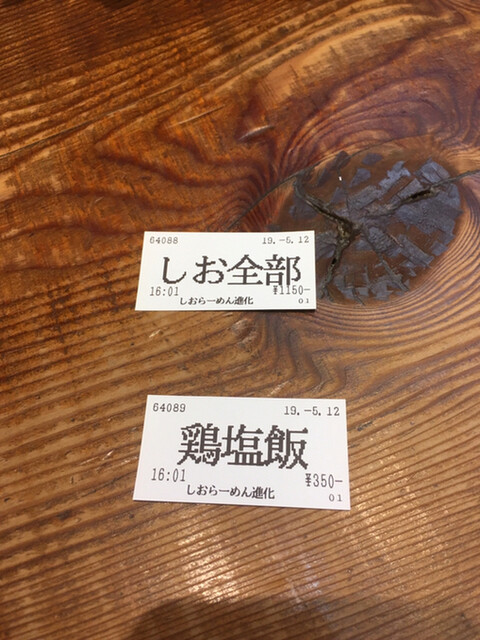 64088 19.-5.12
しお全部
16:01 ¥1150-
しおらーめん進化 01
64089 19.-5.12
鶏塩飯
16:01 ¥350-
しおらーめん進化 01